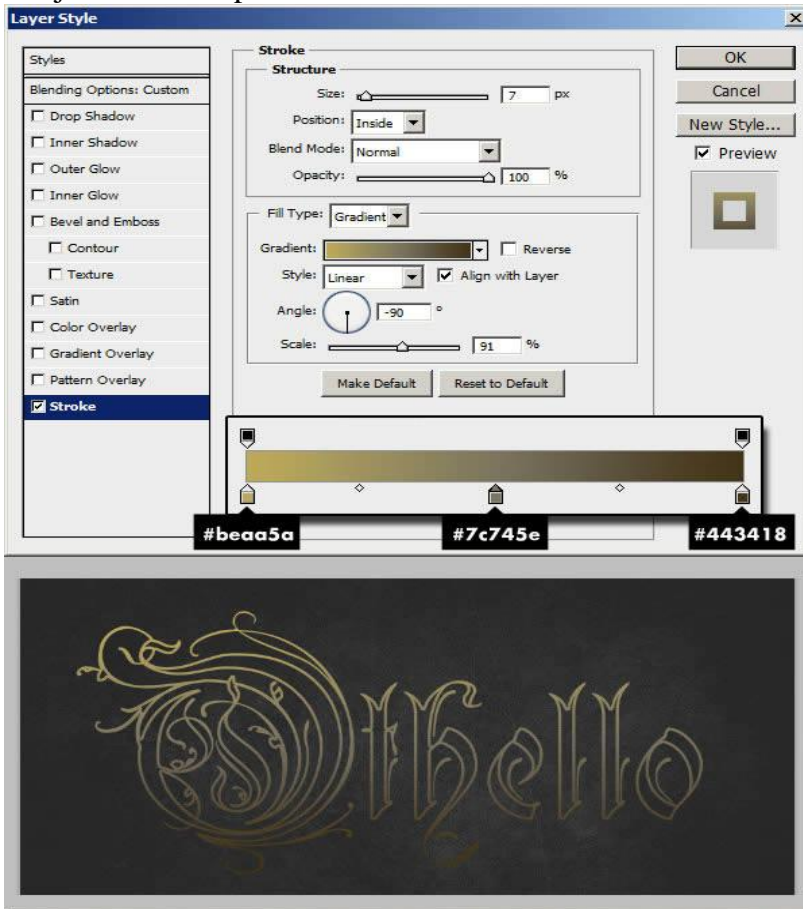 Layer Style
Styles
Blending Options: Custom
Drop Shadow
Inner Shadow
Outer Glow
Inner Glow
Bevel and Emboss
Contour
Texture
Satin
Color Overlay
Gradient Overlay
Pattern Overlay
Stroke
Stroke
Structure
Size: 7 px
Position: Inside
Blend Mode: Normal
Opacity: 100 %
Fill Type: Gradient
Gradient: Reverse
Style: Linear Align with Layer
Angle: -90 °
Scale: 91 %
Make Default Reset to Default
OK
Cancel
New Style...
Preview
#beaa5a #7c745e #443418
Othello